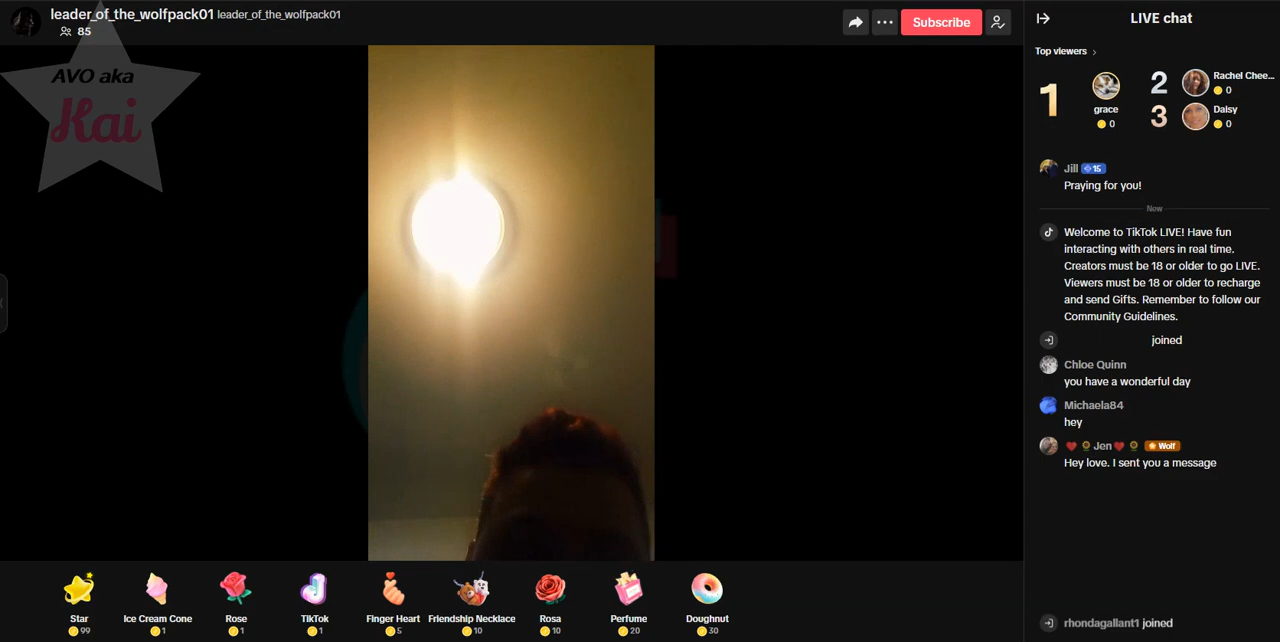 leader_of_the_wolfpack01 leader_of_the_wolfpack01
85
Subscribe
AVO aka
Kai
LIVE chat
Top viewers
1
grace
0
2
Rachel Chee...
0
3
Daisy
0
Jill 15
Praying for you!
Now
Welcome to TikTok LIVE! Have fun
interacting with others in real time.
Creators must be 18 or older to go LIVE.
Viewers must be 18 or older to recharge
and send Gifts. Remember to follow our
Community Guidelines.
joined
Chloe Quinn
you have a wonderful day
Michaela84
hey
Jen Wolf
Hey love. I sent you a message
rhondagallant1 joined
Star
99
Ice Cream Cone
1
Rose
1
TikTok
1
Finger Heart
5
Friendship Necklace
10
Rosa
10
Perfume
20
Doughnut
30